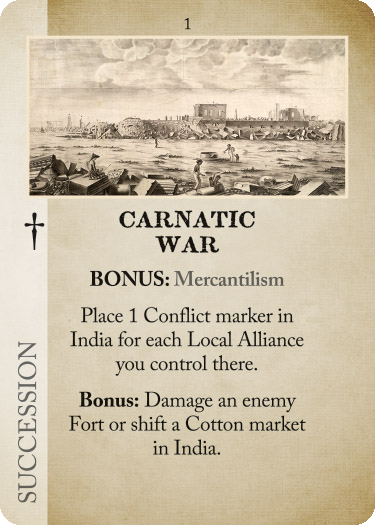 1
†
CARNATIC
WAR
BONUS: Mercantilism
Place 1 Conflict marker in
India for each Local Alliance
you control there.
Bonus: Damage an enemy
Fort or shift a Cotton market
in India.
SUCCESSION